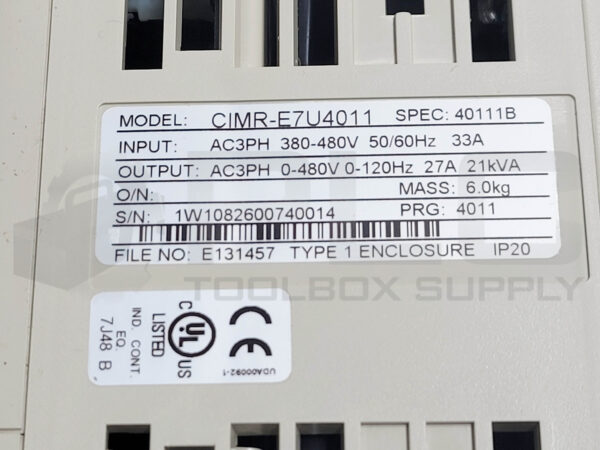 MODEL: CIMR-E7U4011 SPEC: 40111B
INPUT: AC3PH 380-480V 50/60Hz 33A
OUTPUT: AC3PH 0-480V 0-120Hz 27A 21kVA
O/N: MASS: 6.0kg
S/N: 1W1082600740014 PRG: 4011
FILE NO: E131457 TYPE 1 ENCLOSURE IP20
PLC
TOOLBOX SUPPLY
C UL US
LISTED
IND. CONT.
EQ.
7J48 B
CE
UDA00092-1